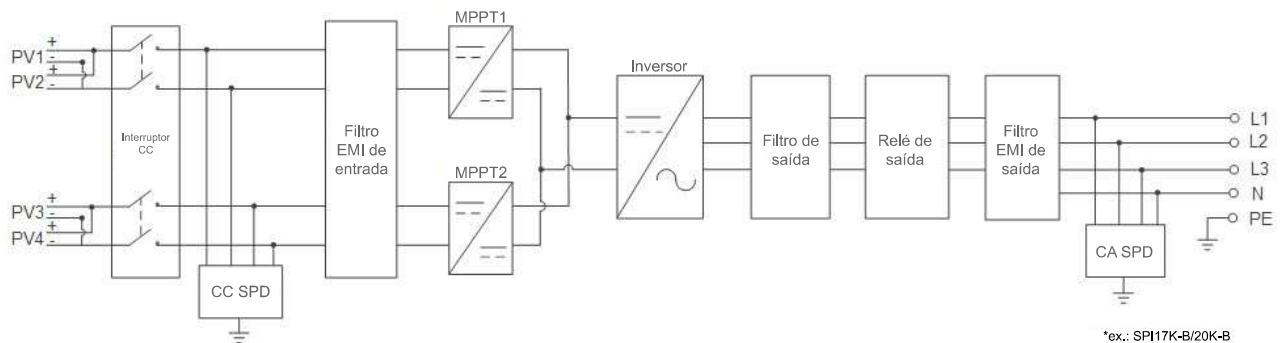 MPPT1
PV1
+
-
PV2
+
-
Interruptor
CC
Filtro
EMI de
entrada
Inversor
Filtro de
saída
Relé de
saída
Filtro
EMI de
saída
L1
L2
L3
N
PE
MPPT2
PV3
+
-
PV4
+
-
CC SPD
CA SPD
*ex.: SPI17K-B/20K-B